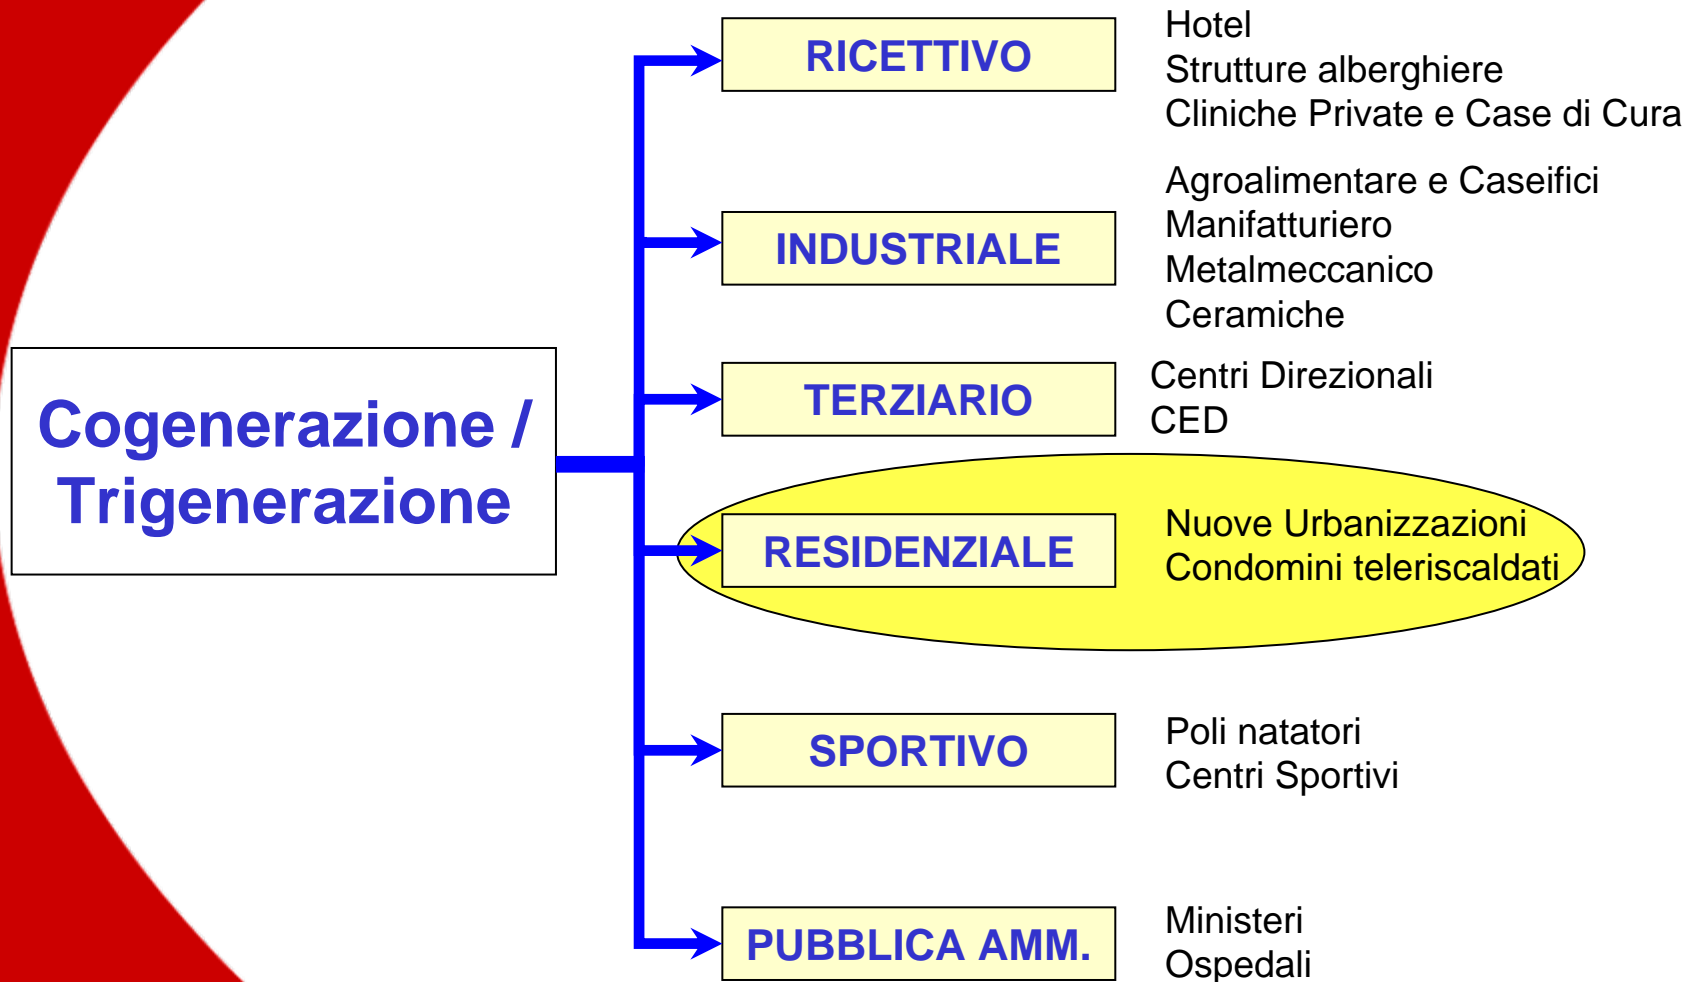 Cogenerazione /
Trigenerazione
RICETTIVO
Hotel
Strutture alberghiere
Cliniche Private e Case di Cura
INDUSTRIALE
Agroalimentare e Caseifici
Manifatturiero
Metalmeccanico
Ceramiche
TERZIARIO
Centri Direzionali
CED
RESIDENZIALE
Nuove Urbanizzazioni
Condomini teleriscaldati
SPORTIVO
Poli natatori
Centri Sportivi
PUBBLICA AMM.
Ministeri
Ospedali